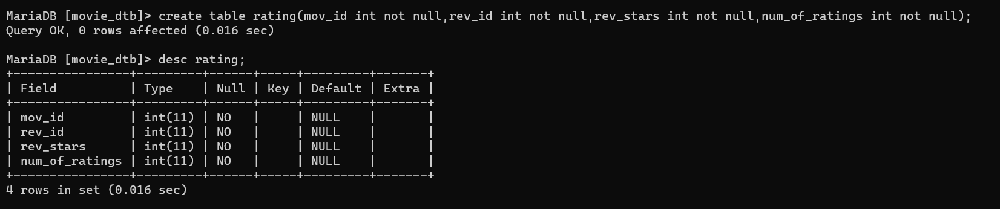 MariaDB [movie_dtb]> create table rating(mov_id int not null,rev_id int not null,rev_stars int not null,num_of_ratings int not null);
Query OK, 0 rows affected (0.016 sec)

MariaDB [movie_dtb]> desc rating;
+----------------+---------+------+-----+---------+-------+
| Field          | Type    | Null | Key | Default | Extra |
+----------------+---------+------+-----+---------+-------+
| mov_id         | int(11) | NO   |     | NULL    |       |
| rev_id         | int(11) | NO   |     | NULL    |       |
| rev_stars      | int(11) | NO   |     | NULL    |       |
| num_of_ratings | int(11) | NO   |     | NULL    |       |
+----------------+---------+------+-----+---------+-------+
4 rows in set (0.016 sec)